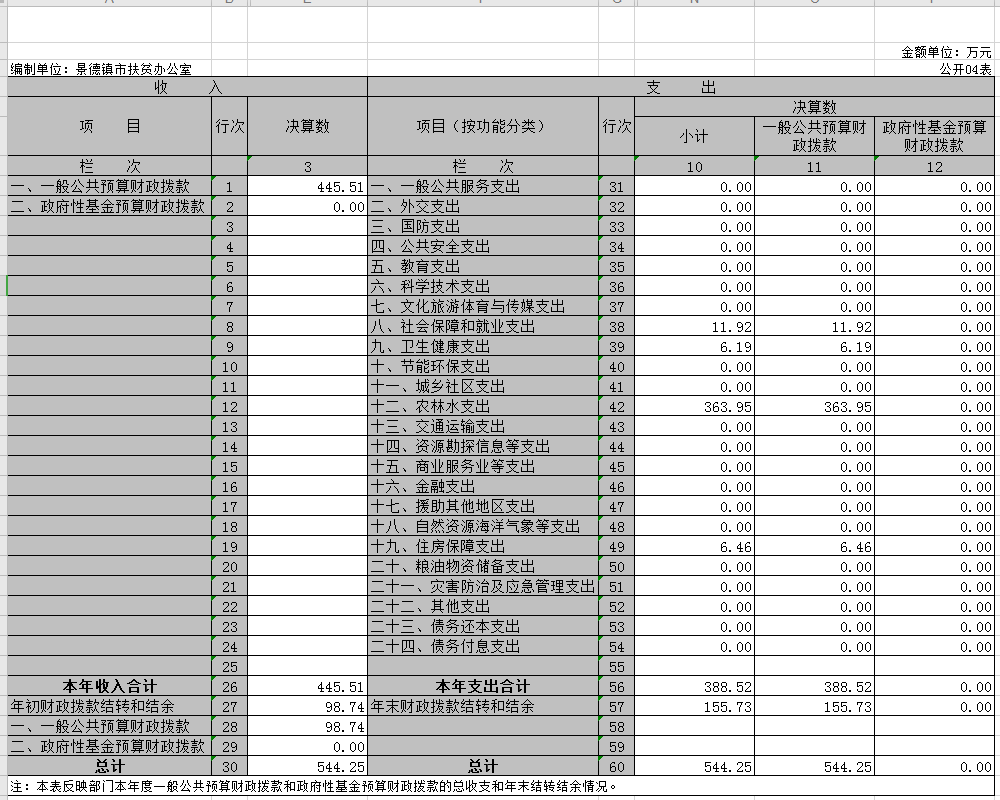 金额单位：万元
编制单位：景德镇市扶贫办公室 公开04表
收 入 支 出
项 目 行次 决算数 项目（按功能分类） 行次 决算数
小计 一般公共预算财政拨款 政府性基金预算财政拨款
栏 次 3 栏 次 10 11 12
一、一般公共预算财政拨款 1 445.51 一、一般公共服务支出 31 0.00 0.00 0.00
二、政府性基金预算财政拨款 2 0.00 二、外交支出 32 0.00 0.00 0.00
3 三、国防支出 33 0.00 0.00 0.00
4 四、公共安全支出 34 0.00 0.00 0.00
5 五、教育支出 35 0.00 0.00 0.00
6 六、科学技术支出 36 0.00 0.00 0.00
7 七、文化旅游体育与传媒支出 37 0.00 0.00 0.00
8 八、社会保障和就业支出 38 11.92 11.92 0.00
9 九、卫生健康支出 39 6.19 6.19 0.00
10 十、节能环保支出 40 0.00 0.00 0.00
11 十一、城乡社区支出 41 0.00 0.00 0.00
12 十二、农林水支出 42 363.95 363.95 0.00
13 十三、交通运输支出 43 0.00 0.00 0.00
14 十四、资源勘探信息等支出 44 0.00 0.00 0.00
15 十五、商业服务业等支出 45 0.00 0.00 0.00
16 十六、金融支出 46 0.00 0.00 0.00
17 十七、援助其他地区支出 47 0.00 0.00 0.00
18 十八、自然资源海洋气象等支出 48 0.00 0.00 0.00
19 十九、住房保障支出 49 6.46 6.46 0.00
20 二十、粮油物资储备支出 50 0.00 0.00 0.00
21 二十一、灾害防治及应急管理支出 51 0.00 0.00 0.00
22 二十二、其他支出 52 0.00 0.00 0.00
23 二十三、债务还本支出 53 0.00 0.00 0.00
24 二十四、债务付息支出 54 0.00 0.00 0.00
25 55
本年收入合计 26 445.51 本年支出合计 56 388.52 388.52 0.00
年初财政拨款结转和结余 27 98.74 年末财政拨款结转和结余 57 155.73 155.73 0.00
一、一般公共预算财政拨款 28 98.74 58
二、政府性基金预算财政拨款 29 0.00 59
总计 30 544.25 总计 60 544.25 544.25 0.00
注：本表反映部门本年度一般公共预算财政拨款和政府性基金预算财政拨款的总收支和年末结转结余情况。